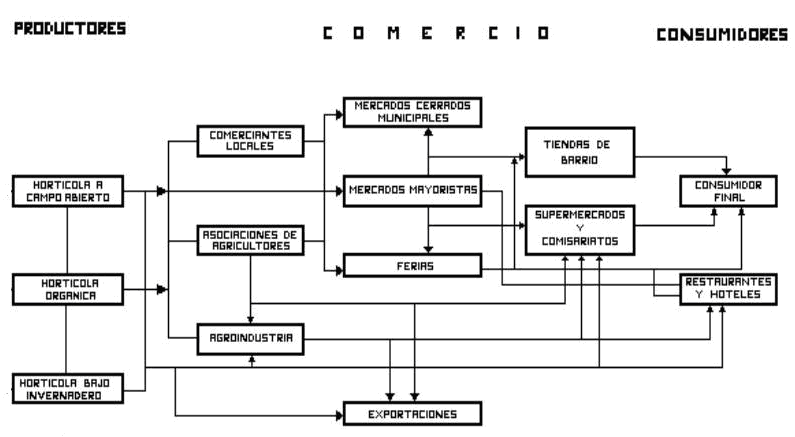 PRODUCTORES
COMERCIO
CONSUMIDORES
MERCADOS CERRADOS
MUNICIPALES
COMERCIANTES
LOCALES
TIENDAS DE
BARRIO
HORTICOLA A
CAMPO ABIERTO
MERCADOS MAYORISTAS
CONSUMIDOR
FINAL
ASOCIACIONES DE
AGRICULTORES
SUPERMERCADOS
Y
COMISARIATOS
FERIAS
HORTICOLA
ORGANICA
RESTAURANTES
Y HOTELES
AGROINDUSTRIA
HORTICOLA BAJO
INVERNADERO
EXPORTACIONES